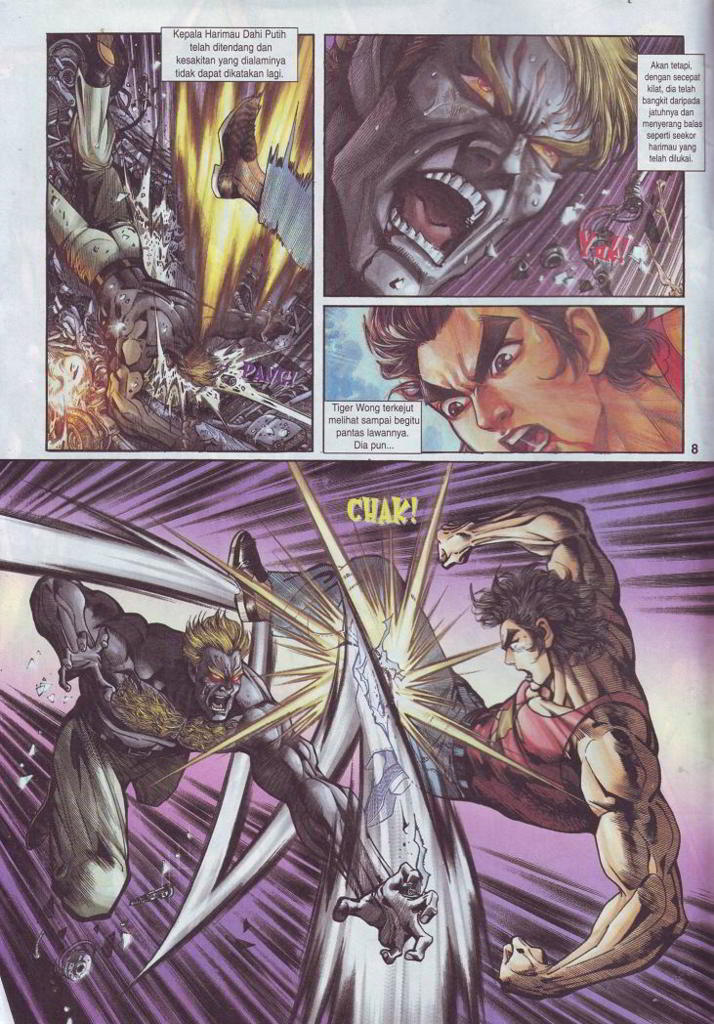 Kepala Harimau Dahi Putih
telah ditendang dan
kesakitan yang dialaminya
tidak dapat dikatakan lagi.
PANG!
Akan tetapi,
dengan secepat
kilat, dia telah
bangkit daripada
jatuhnya dan
menyerang balas
seperti seekor
harimau yang
telah dilukai.
PAK!
Tiger Wong terkejut
melihat sampai begitu
pantas lawannya.
Dia pun...
8
CHAK!